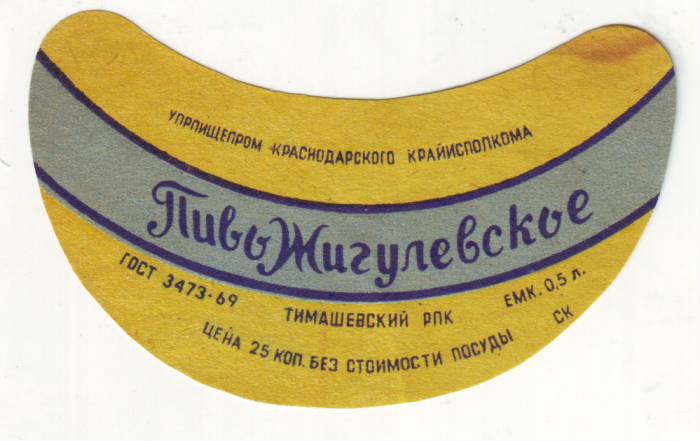 УПРПИЩЕПРОМ КРАСНОДАРСКОГО КРАЙИСПОЛКОМА
Пиво Жигулевское
ГОСТ 3473-69 ТИМАШЕВСКИЙ РПК ЕМК. 0,5 л.
ЦЕНА 25 КОП. БЕЗ СТОИМОСТИ ПОСУДЫ СК